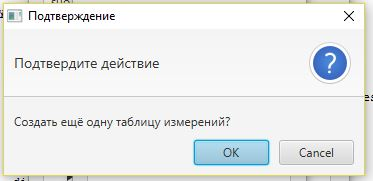 Подтверждение
Подтвердите действие
?
Создать ещё одну таблицу измерений?
OK
Cancel